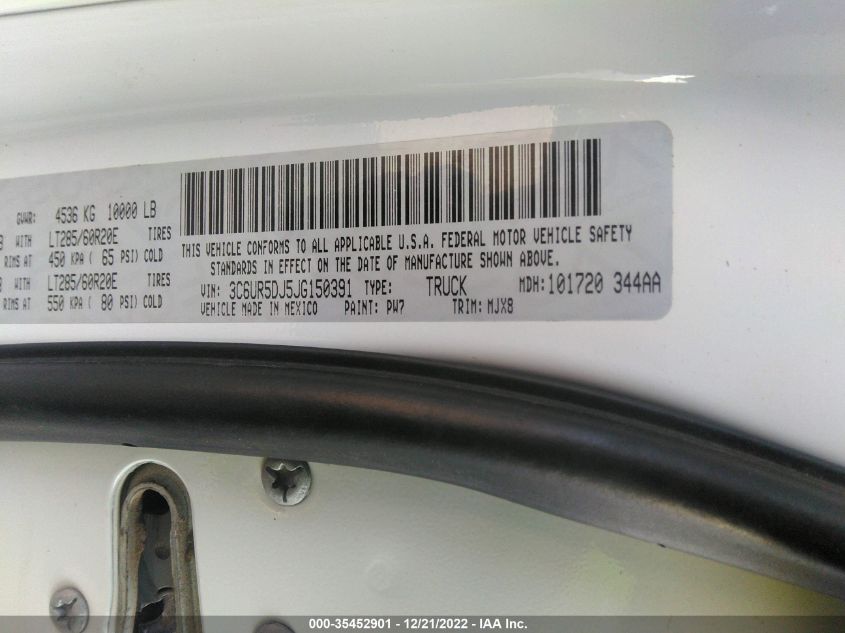 GVWR: 4536 KG 10000 LB
WITH LT285/60R20E TIRES
RIMS AT 450 KPA ( 65 PSI) COLD
WITH LT285/60R20E TIRES
RIMS AT 550 KPA ( 80 PSI) COLD
THIS VEHICLE CONFORMS TO ALL APPLICABLE U.S.A. FEDERAL MOTOR VEHICLE SAFETY
STANDARDS IN EFFECT ON THE DATE OF MANUFACTURE SHOWN ABOVE.
VIN: 3C6UR5DJ5JG150391 TYPE: TRUCK MDH: 101720 344AA
VEHICLE MADE IN MEXICO PAINT: PW7 TRIM: MJX8
000-35452901 - 12/21/2022 - IAA Inc.